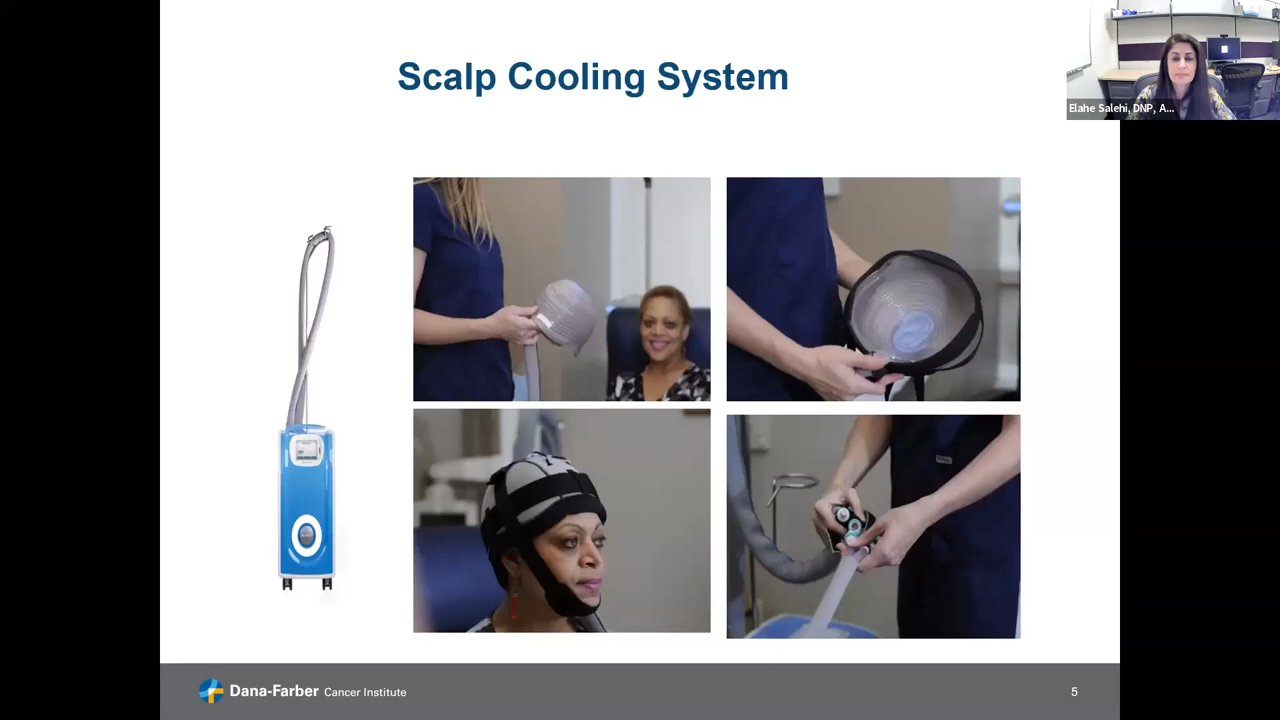 Scalp Cooling System
Elahe Salehi, DNP, A...
Dana-Farber Cancer Institute
5